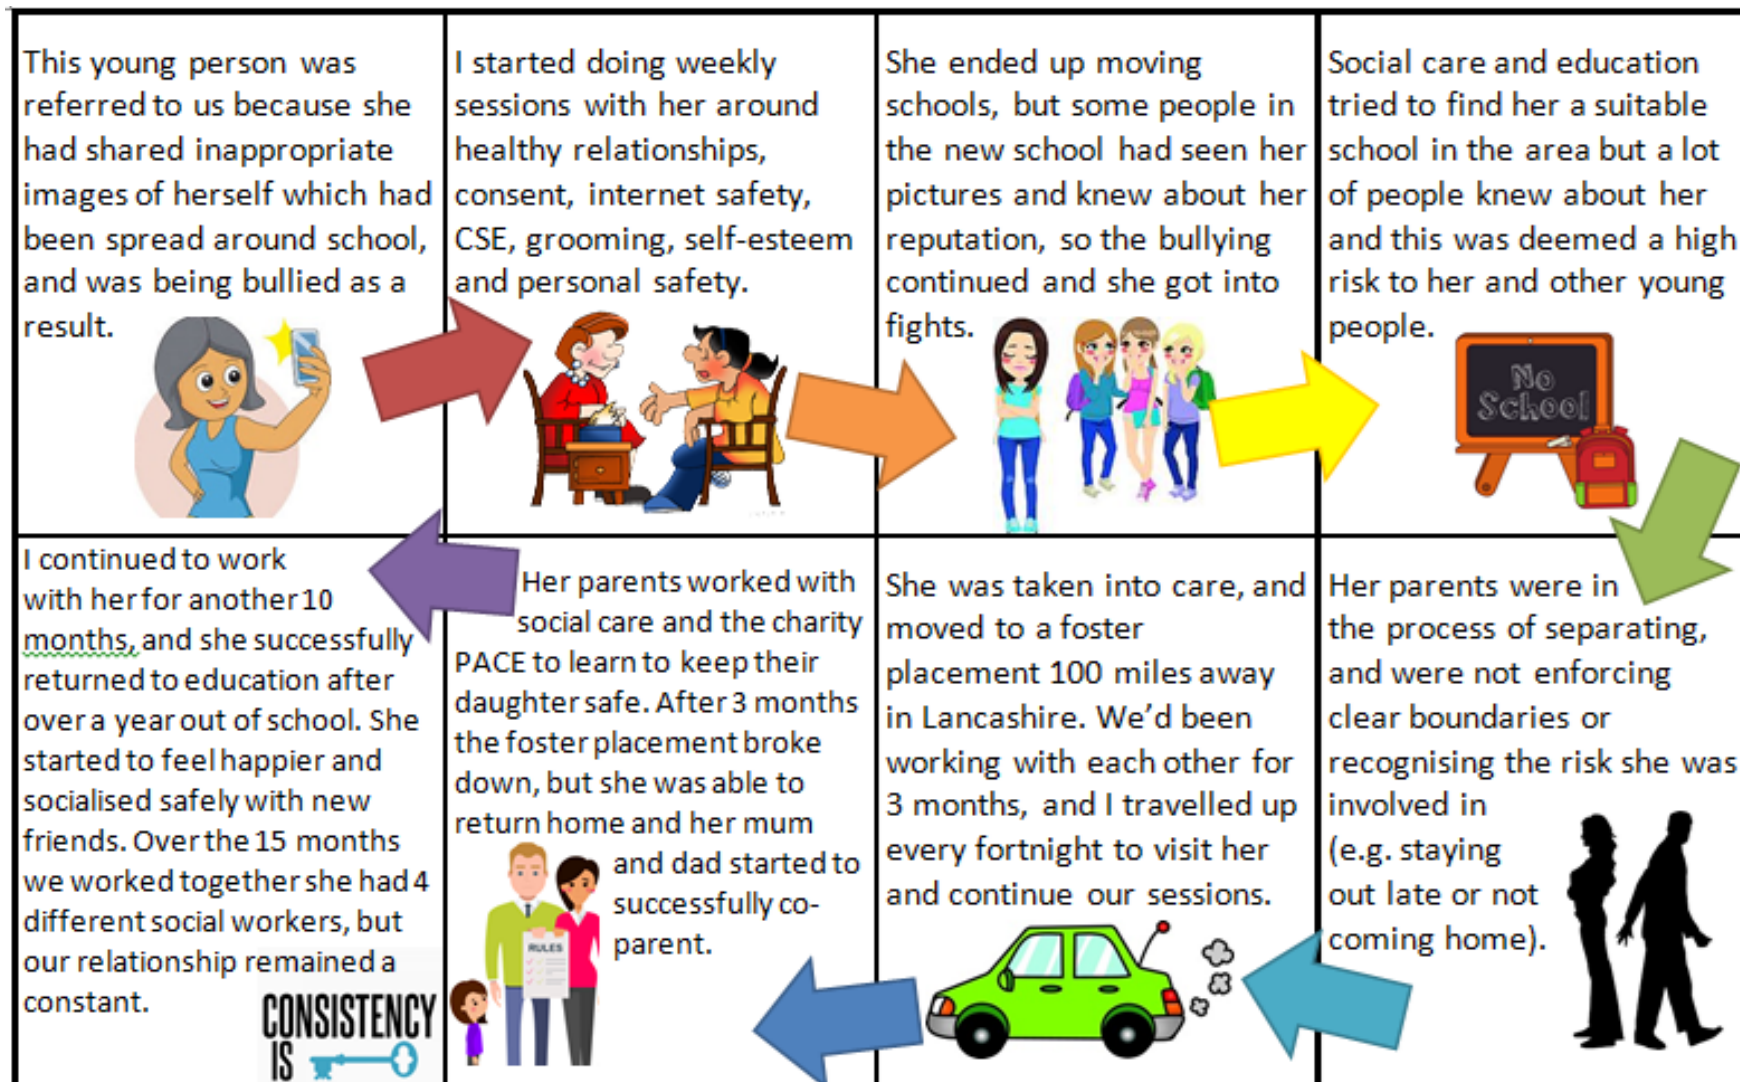 This young person was
referred to us because she
had shared inappropriate
images of herself which had
been spread around school,
and was being bullied as a
result.
I started doing weekly
sessions with her around
healthy relationships,
consent, internet safety,
CSE, grooming, self-esteem
and personal safety.
She ended up moving
schools, but some people in
the new school had seen her
pictures and knew about her
reputation, so the bullying
continued and she got into
fights.
Social care and education
tried to find her a suitable
school in the area but a lot
of people knew about her
and this was deemed a high
risk to her and other young
people.
No
School
Her parents were in
the process of separating,
and were not enforcing
clear boundaries or
recognising the risk she was
involved in
(e.g. staying
out late or not
coming home).
She was taken into care, and
moved to a foster
placement 100 miles away
in Lancashire. We’d been
working with each other for
3 months, and I travelled up
every fortnight to visit her
and continue our sessions.
Her parents worked with
social care and the charity
PACE to learn to keep their
daughter safe. After 3 months
the foster placement broke
down, but she was able to
return home and her mum
and dad started to
successfully co-
parent.
RULES
I continued to work
with her for another 10
months, and she successfully
returned to education after
over a year out of school. She
started to feel happier and
socialised safely with new
friends. Over the 15 months
we worked together she had 4
different social workers, but
our relationship remained a
constant.
CONSISTENCY
IS